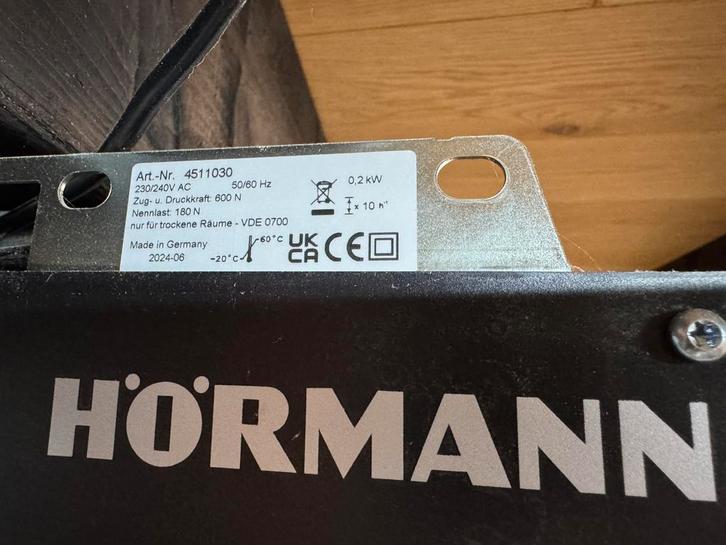 Art.-Nr. 4511030
230/240V AC 50/60 Hz
Zug- u. Druckkraft: 600 N
Nennlast: 180 N
nur für trockene Räume - VDE 0700
Made in Germany
2024-06
-20°C +60°C
UK CA CE
0,2 kW
x 10 h⁻¹
HÖRMANN